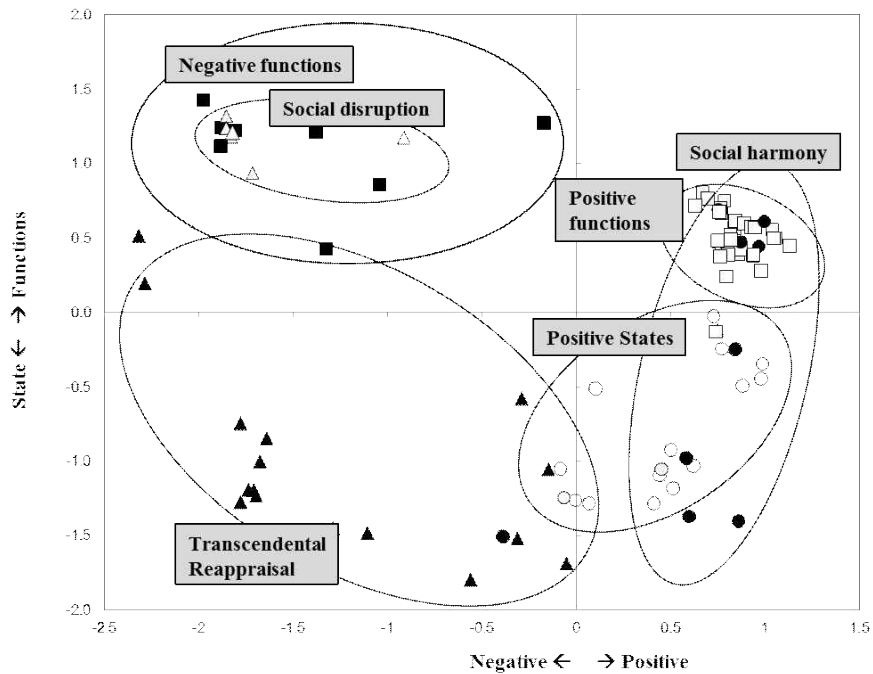 2.0
Negative functions
1.5
Social disruption
Social harmony
1.0
Positive
functions
0.5
0.0
Positive States
-0.5
-1.0
-1.5
Transcendental
Reappraisal
-2.0
-2.5
-2
-1.5
-1
-0.5
0
0.5
1
1.5
State ← → Functions
Negative ← → Positive